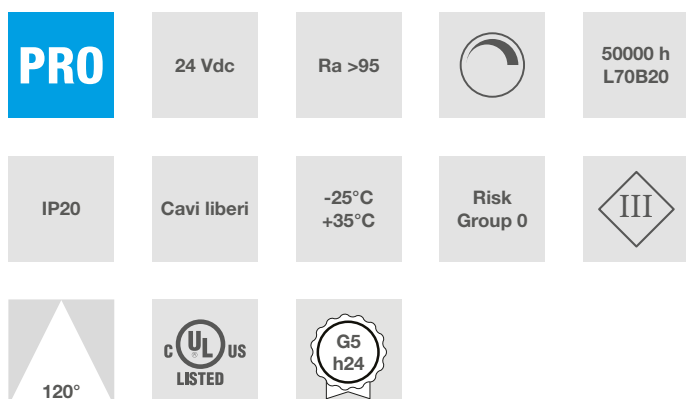 PRO
24 Vdc
Ra >95
50000 h
L70B20
IP20
Cavi liberi
-25°C
+35°C
Risk
Group 0
III
120°
C UL US
®
LISTED
G5
h24